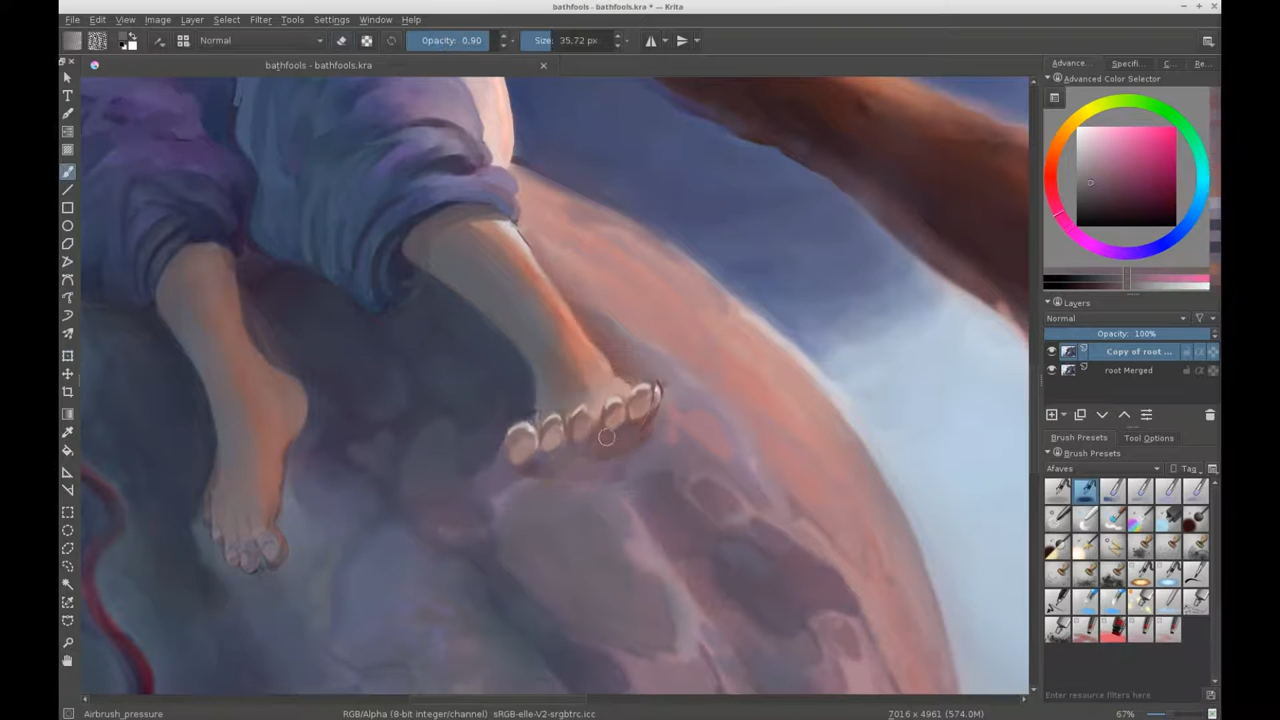 bathfools - bathfools.kra * — Krita
File Edit View Image Layer Select Filter Tools Settings Window Help
Normal Opacity: 0,90 Size: 35,72 px
bathfools - bathfools.kra
Advance... Specifi... C... Re...
Advanced Color Selector
Layers
Normal
Opacity: 100%
Copy of root ...
root Merged
Brush Presets Tool Options
Brush Presets
Afaves Tag
Enter resource filters here
Airbrush_pressure RGB/Alpha (8-bit integer/channel) sRGB-elle-V2-srgbtrc.icc 7016 x 4961 (574.0M) 67%